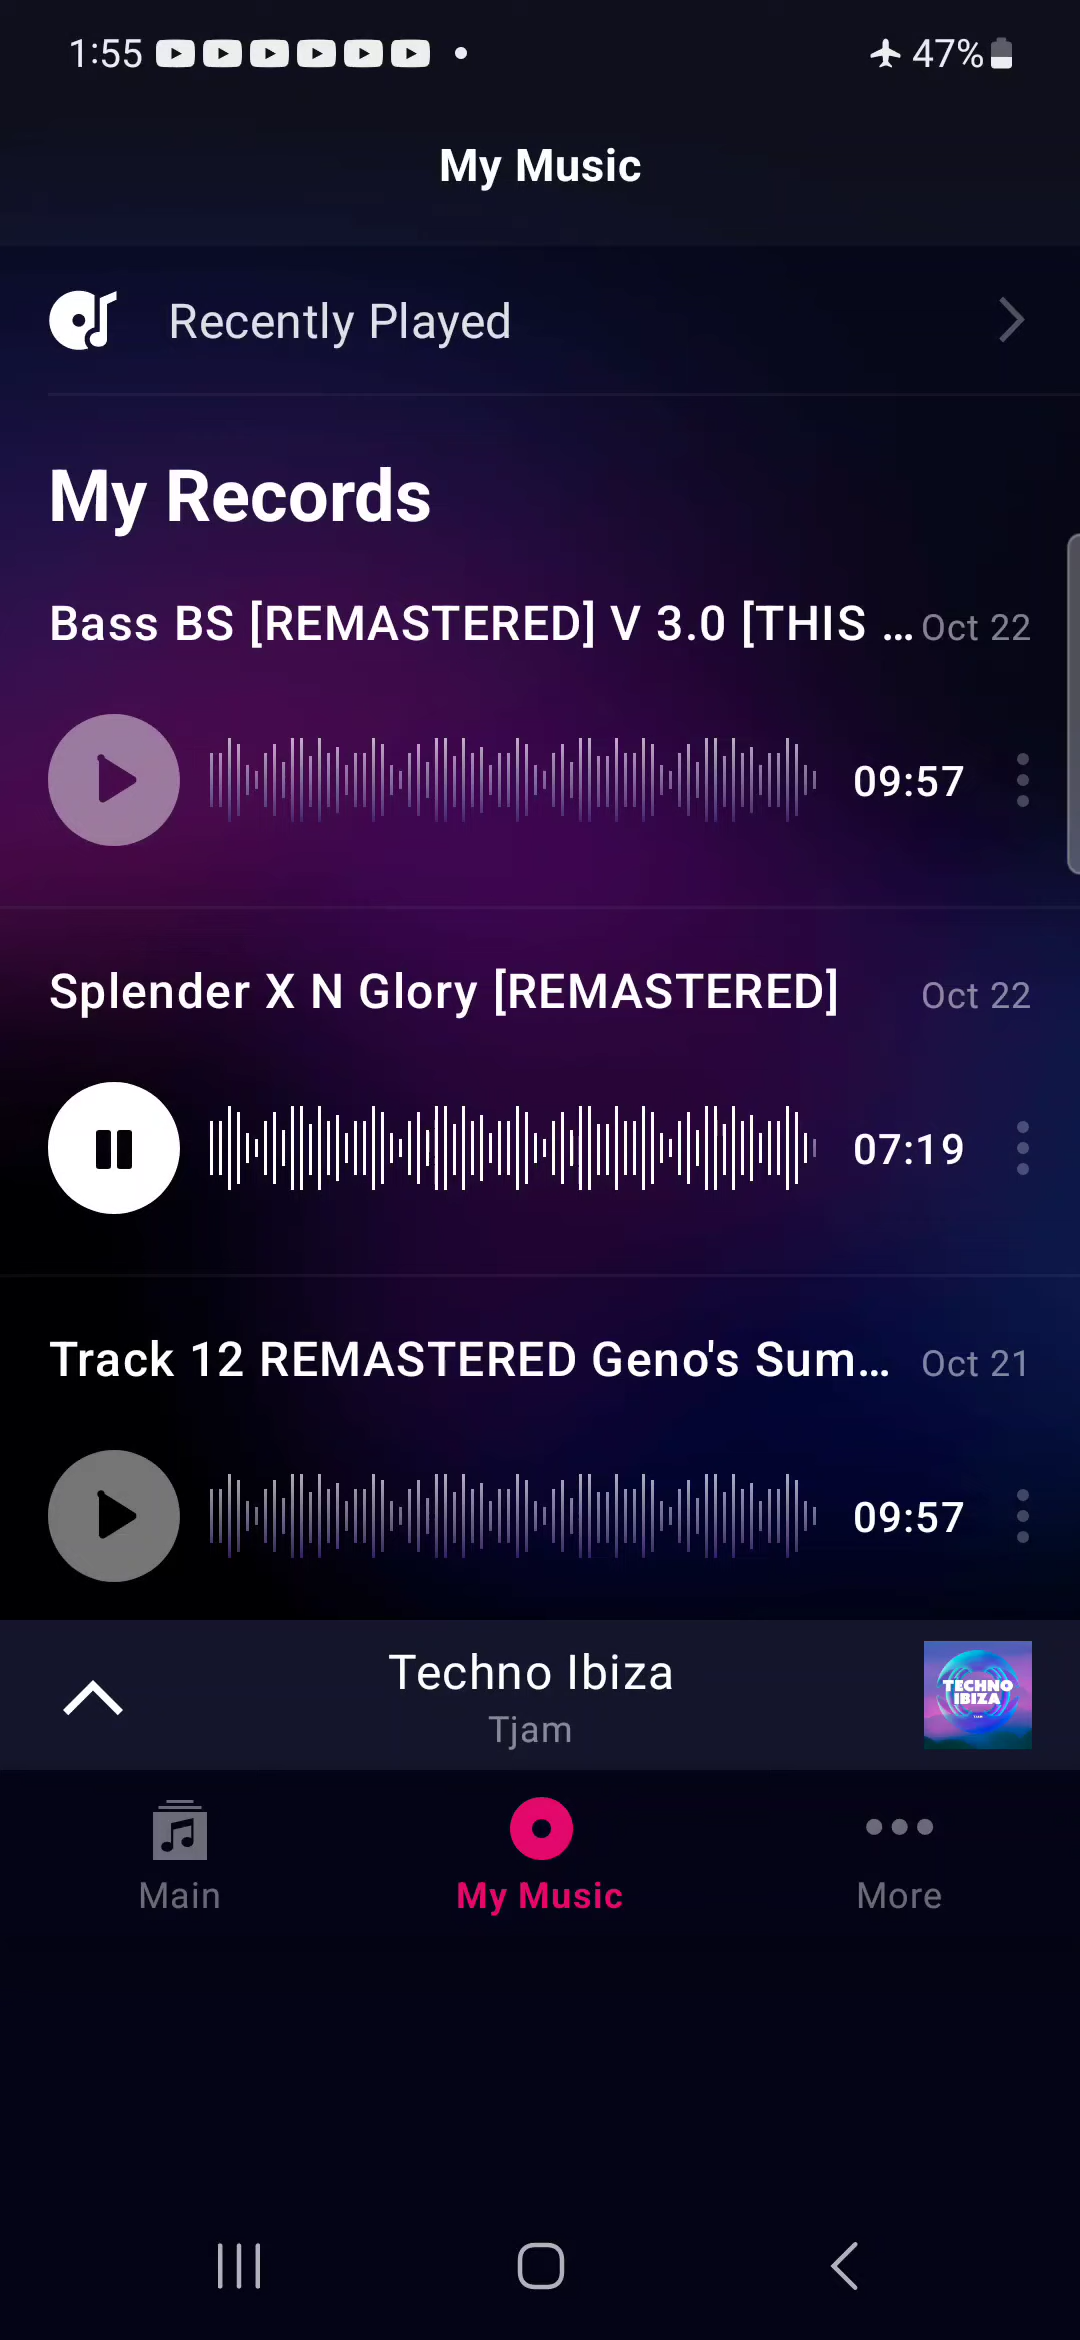 1:55
47%
My Music
Recently Played
My Records
Bass BS [REMASTERED] V 3.0 [THIS ... Oct 22
09:57
Splender X N Glory [REMASTERED] Oct 22
07:19
Track 12 REMASTERED Geno's Sum... Oct 21
09:57
Techno Ibiza
Tjam
TECHNO
IBIZA
Main
My Music
More